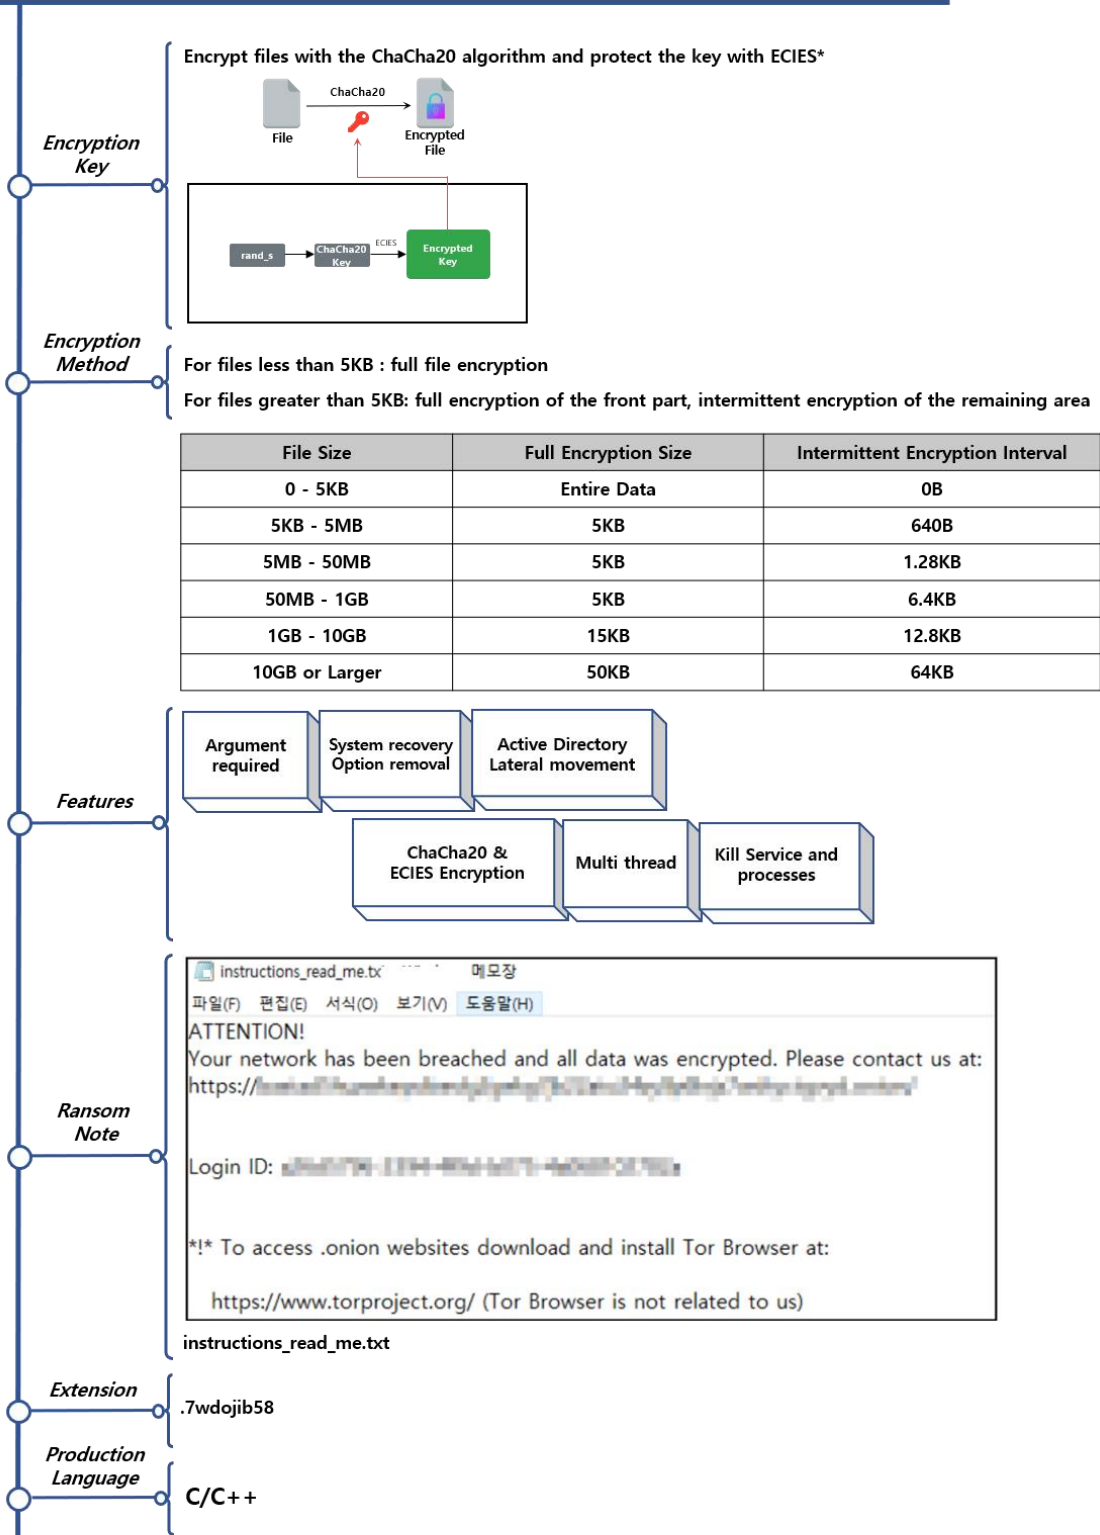 Encrypt files with the ChaCha20 algorithm and protect the key with ECIES*
ChaCha20
File
Encrypted
File
Encryption
Key
rand_s
ChaCha20
Key
ECIES
Encrypted
Key
Encryption
Method
For files less than 5KB : full file encryption
For files greater than 5KB: full encryption of the front part, intermittent encryption of the remaining area
File Size Full Encryption Size Intermittent Encryption Interval
0 - 5KB Entire Data 0B
5KB - 5MB 5KB 640B
5MB - 50MB 5KB 1.28KB
50MB - 1GB 5KB 6.4KB
1GB - 10GB 15KB 12.8KB
10GB or Larger 50KB 64KB
Features
Argument
required
System recovery
Option removal
Active Directory
Lateral movement
ChaCha20 &
ECIES Encryption
Multi thread
Kill Service and
processes
Ransom
Note
instructions_read_me.tx 메모장
파일(F) 편집(E) 서식(O) 보기(V) 도움말(H)
ATTENTION!
Your network has been breached and all data was encrypted. Please contact us at:
https://
Login ID:
*!* To access .onion websites download and install Tor Browser at:
https://www.torproject.org/ (Tor Browser is not related to us)
instructions_read_me.txt
Extension
.7wdojib58
Production
Language
C/C++